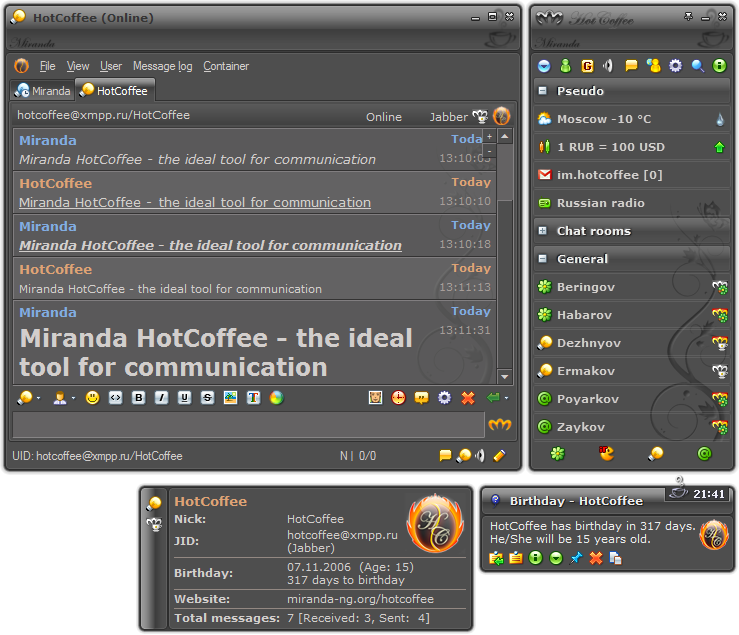 HotCoffee (Online)
Miranda
File View User Message log Container
Miranda HotCoffee
hotcoffee@xmpp.ru/HotCoffee Online Jabber
Miranda
Miranda HotCoffee - the ideal tool for communication 13:10:03
HotCoffee Today
Miranda HotCoffee - the ideal tool for communication 13:10:10
Miranda Today
Miranda HotCoffee - the ideal tool for communication 13:10:18
HotCoffee Today
Miranda HotCoffee - the ideal tool for communication 13:11:13
Miranda Today
Miranda HotCoffee - the ideal 13:11:31
tool for communication
UID: hotcoffee@xmpp.ru/HotCoffee N | 0/0
Hot Coffee
Miranda
Pseudo
Moscow -10 °C
1 RUB = 100 USD
im.hotcoffee [0]
Russian radio
Chat rooms
General
Beringov
Habarov
Dezhnyov
Ermakov
Poyarkov
Zaykov
HotCoffee
Nick: HotCoffee
JID: hotcoffee@xmpp.ru
(Jabber)
Birthday: 07.11.2006 (Age: 15)
317 days to birthday
Website: miranda-ng.org/hotcoffee
Total messages: 7 [Received: 3, Sent: 4]
HC
Birthday - HotCoffee 21:41
HotCoffee has birthday in 317 days.
He/She will be 15 years old.